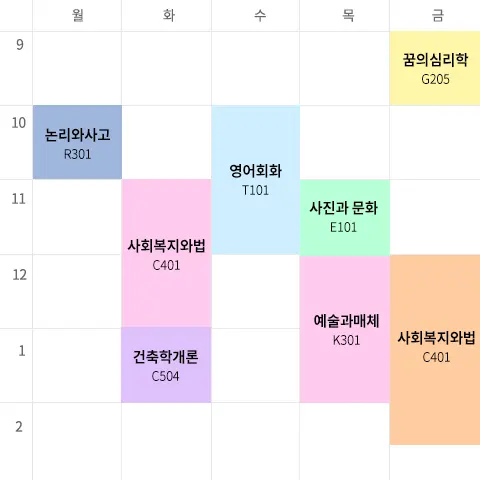 월 화 수 목 금
9
꿈의심리학
G205
10
논리와사고
R301
영어회화
T101
11
사회복지와법
C401
사진과 문화
E101
12
예술과매체
K301
사회복지와법
C401
1
건축학개론
C504
2